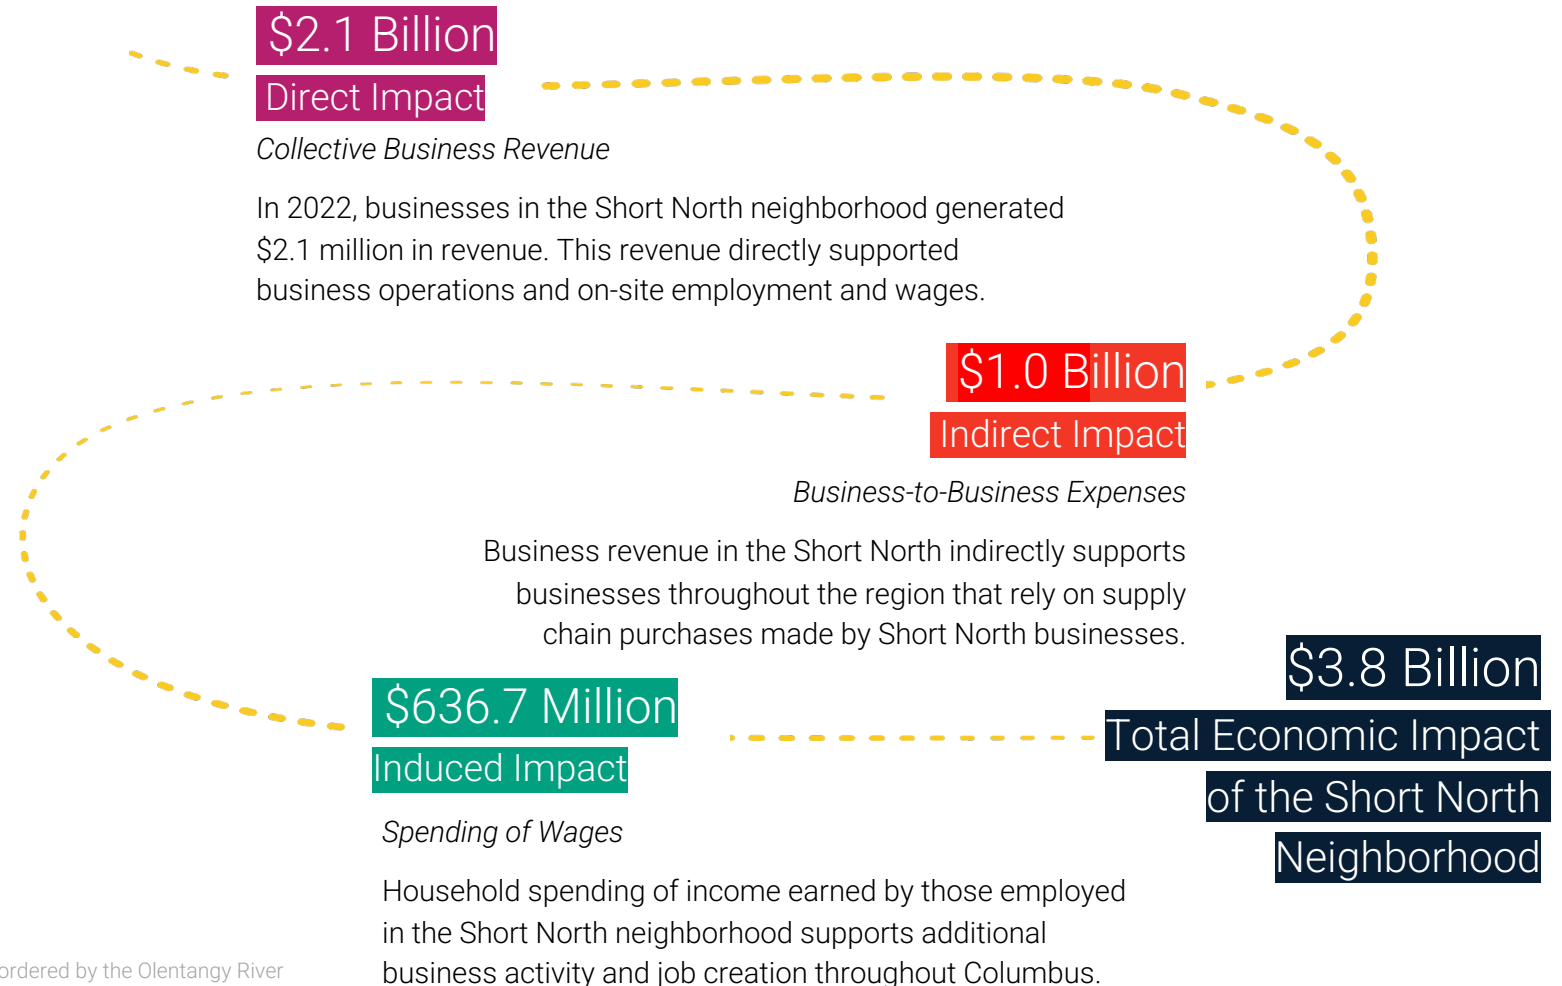 $2.1 Billion
Direct Impact
Collective Business Revenue
In 2022, businesses in the Short North neighborhood generated
$2.1 million in revenue. This revenue directly supported
business operations and on-site employment and wages.
$1.0 Billion
Indirect Impact
Business-to-Business Expenses
Business revenue in the Short North indirectly supports
businesses throughout the region that rely on supply
chain purchases made by Short North businesses.
$636.7 Million
Induced Impact
Spending of Wages
Household spending of income earned by those employed
in the Short North neighborhood supports additional
business activity and job creation throughout Columbus.
$3.8 Billion
Total Economic Impact
of the Short North
Neighborhood
ordered by the Olentangy River